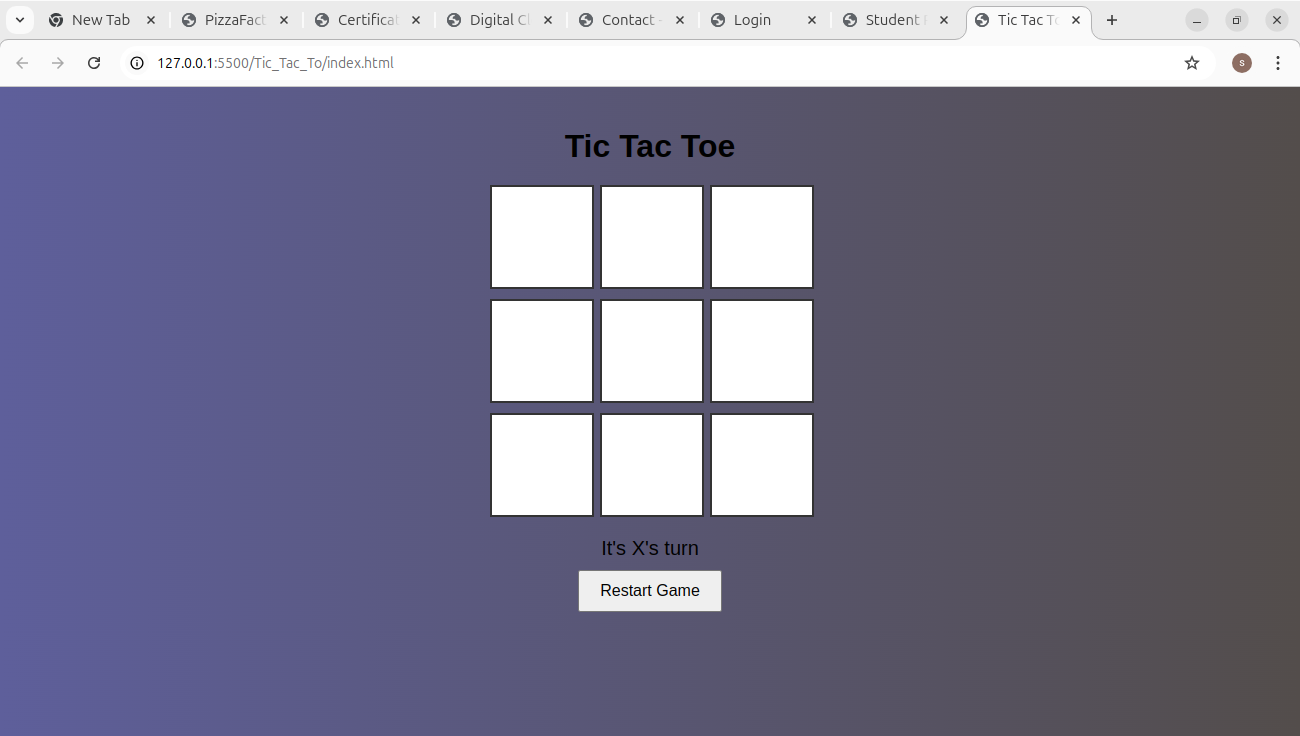 New Tab
PizzaFact
Certificat
Digital Cl
Contact -
Login
Student
Tic Tac To
127.0.0.1:5500/Tic_Tac_To/index.html
S
Tic Tac Toe
It's X's turn
Restart Game